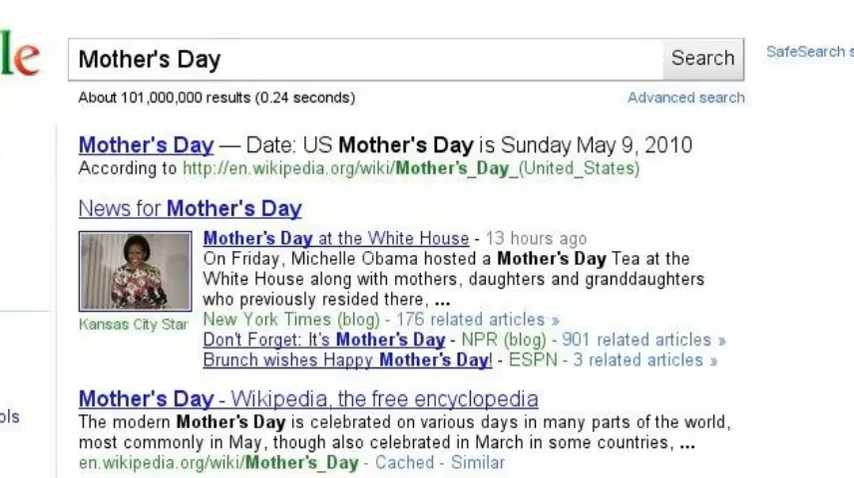 le
Mother's Day
Search
SafeSearch
About 101,000,000 results (0.24 seconds)
Advanced search
Mother's Day — Date: US Mother's Day is Sunday May 9, 2010
According to http://en.wikipedia.org/wiki/Mother's_Day_(United_States)
News for Mother's Day
Mother's Day at the White House - 13 hours ago
On Friday, Michelle Obama hosted a Mother's Day Tea at the
White House along with mothers, daughters and granddaughters
who previously resided there, ...
Kansas City Star
New York Times (blog) - 176 related articles »
Don't Forget: It's Mother's Day - NPR (blog) - 901 related articles »
Brunch wishes Happy Mother's Day! - ESPN - 3 related articles »
Mother's Day - Wikipedia, the free encyclopedia
The modern Mother's Day is celebrated on various days in many parts of the world,
most commonly in May, though also celebrated in March in some countries, ...
ols
en.wikipedia.org/wiki/Mother's_Day - Cached - Similar